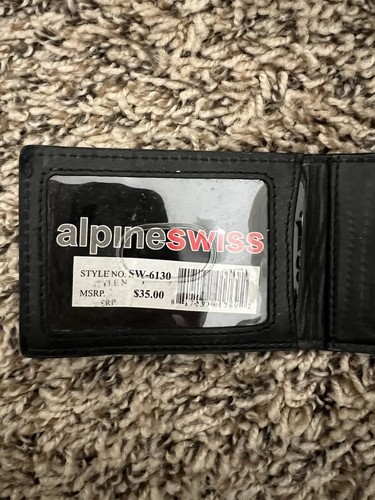 alpineswiss
STYLE NO. SW-6130
MSRP. $35.00